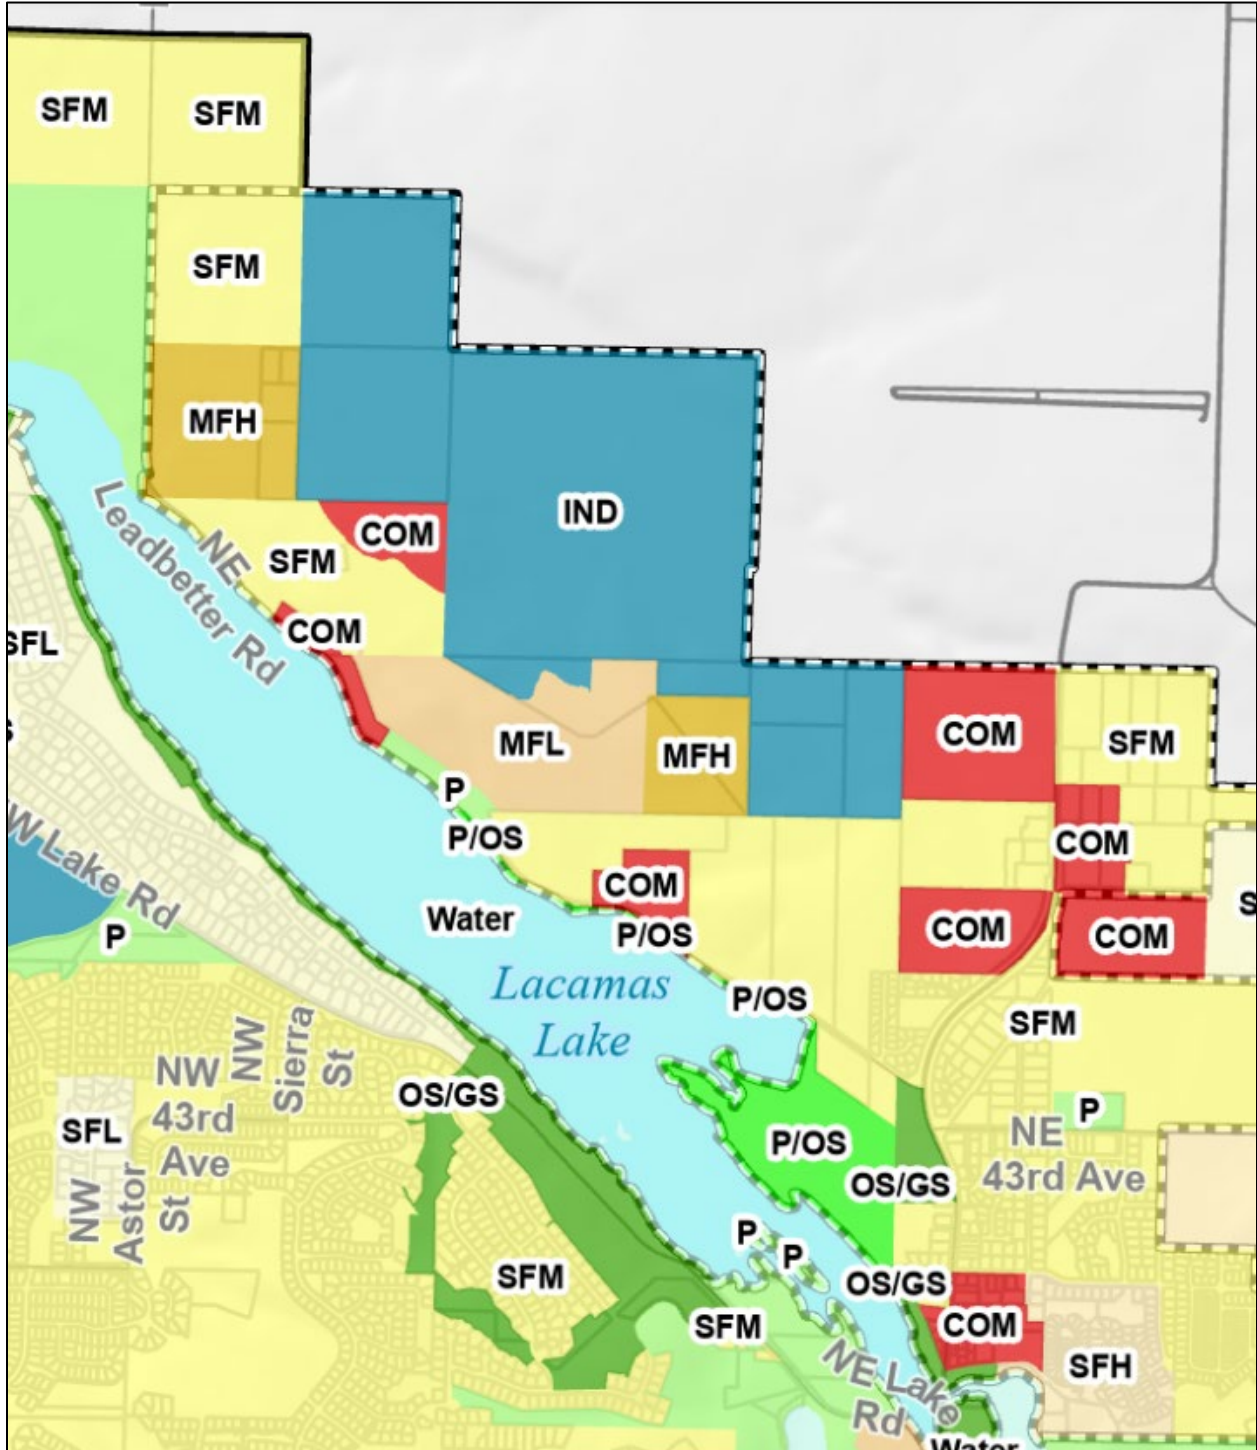 SFM
SFM
SFM
MFH
IND
COM
SFM
NE
Leadbetter Rd
COM
SFL
MFL
MFH
COM
SFM
P
P/OS
COM
COM
Water
P/OS
COM
COM
S
NW Lake Rd
P
Lacamas
Lake
P/OS
SFM
NW
Sierra
St
NW
43rd
Ave
OS/GS
SFL
NW
Astor
St
P/OS
OS/GS
P
NE
43rd Ave
P
P
SFM
OS/GS
SFM
COM
SFH
NE Lake
Rd
Water